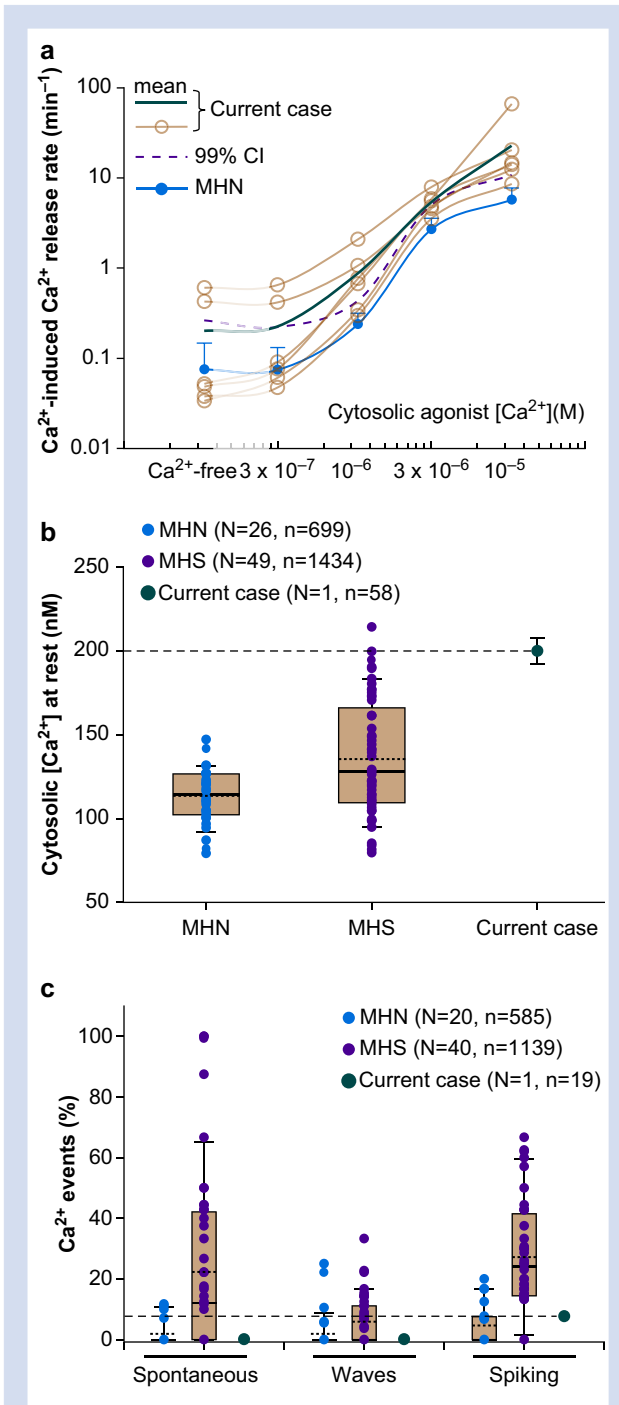 a
Ca²⁺-induced Ca²⁺ release rate (min⁻¹)
100
10
1
0.1
0.01
mean
Current case
99% CI
MHN
Cytosolic agonist [Ca²⁺](M)
Ca²⁺-free 3 x 10⁻⁷ 10⁻⁶ 3 x 10⁻⁶ 10⁻⁵
b
MHN (N=26, n=699)
MHS (N=49, n=1434)
Current case (N=1, n=58)
Cytosolic [Ca²⁺] at rest (nM)
250
200
150
100
50
MHN MHS Current case
c
MHN (N=20, n=585)
MHS (N=40, n=1139)
Current case (N=1, n=19)
Ca²⁺ events (%)
100
80
60
40
20
0
Spontaneous Waves Spiking